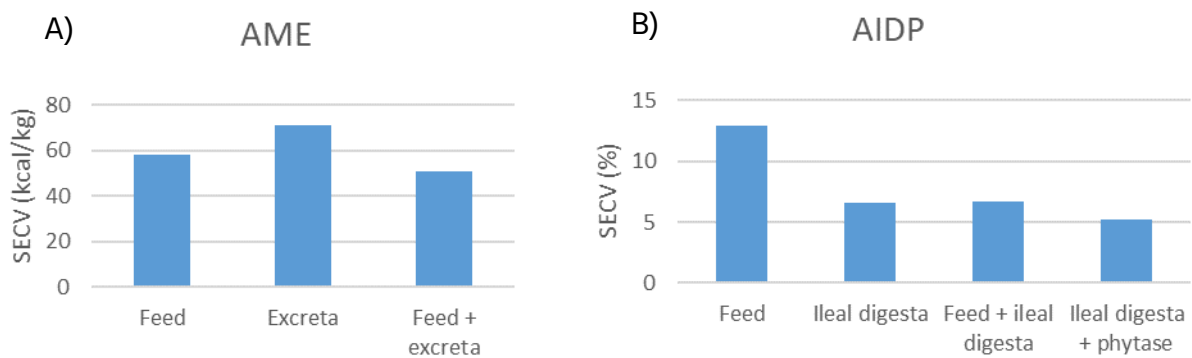 A)
AME
SECV (kcal/kg)
80
60
40
20
0
Feed
Excreta
Feed +
excreta
B)
AIDP
SECV (%)
15
10
5
0
Feed
Ileal digesta
Feed + ileal
digesta
Ileal digesta
+ phytase